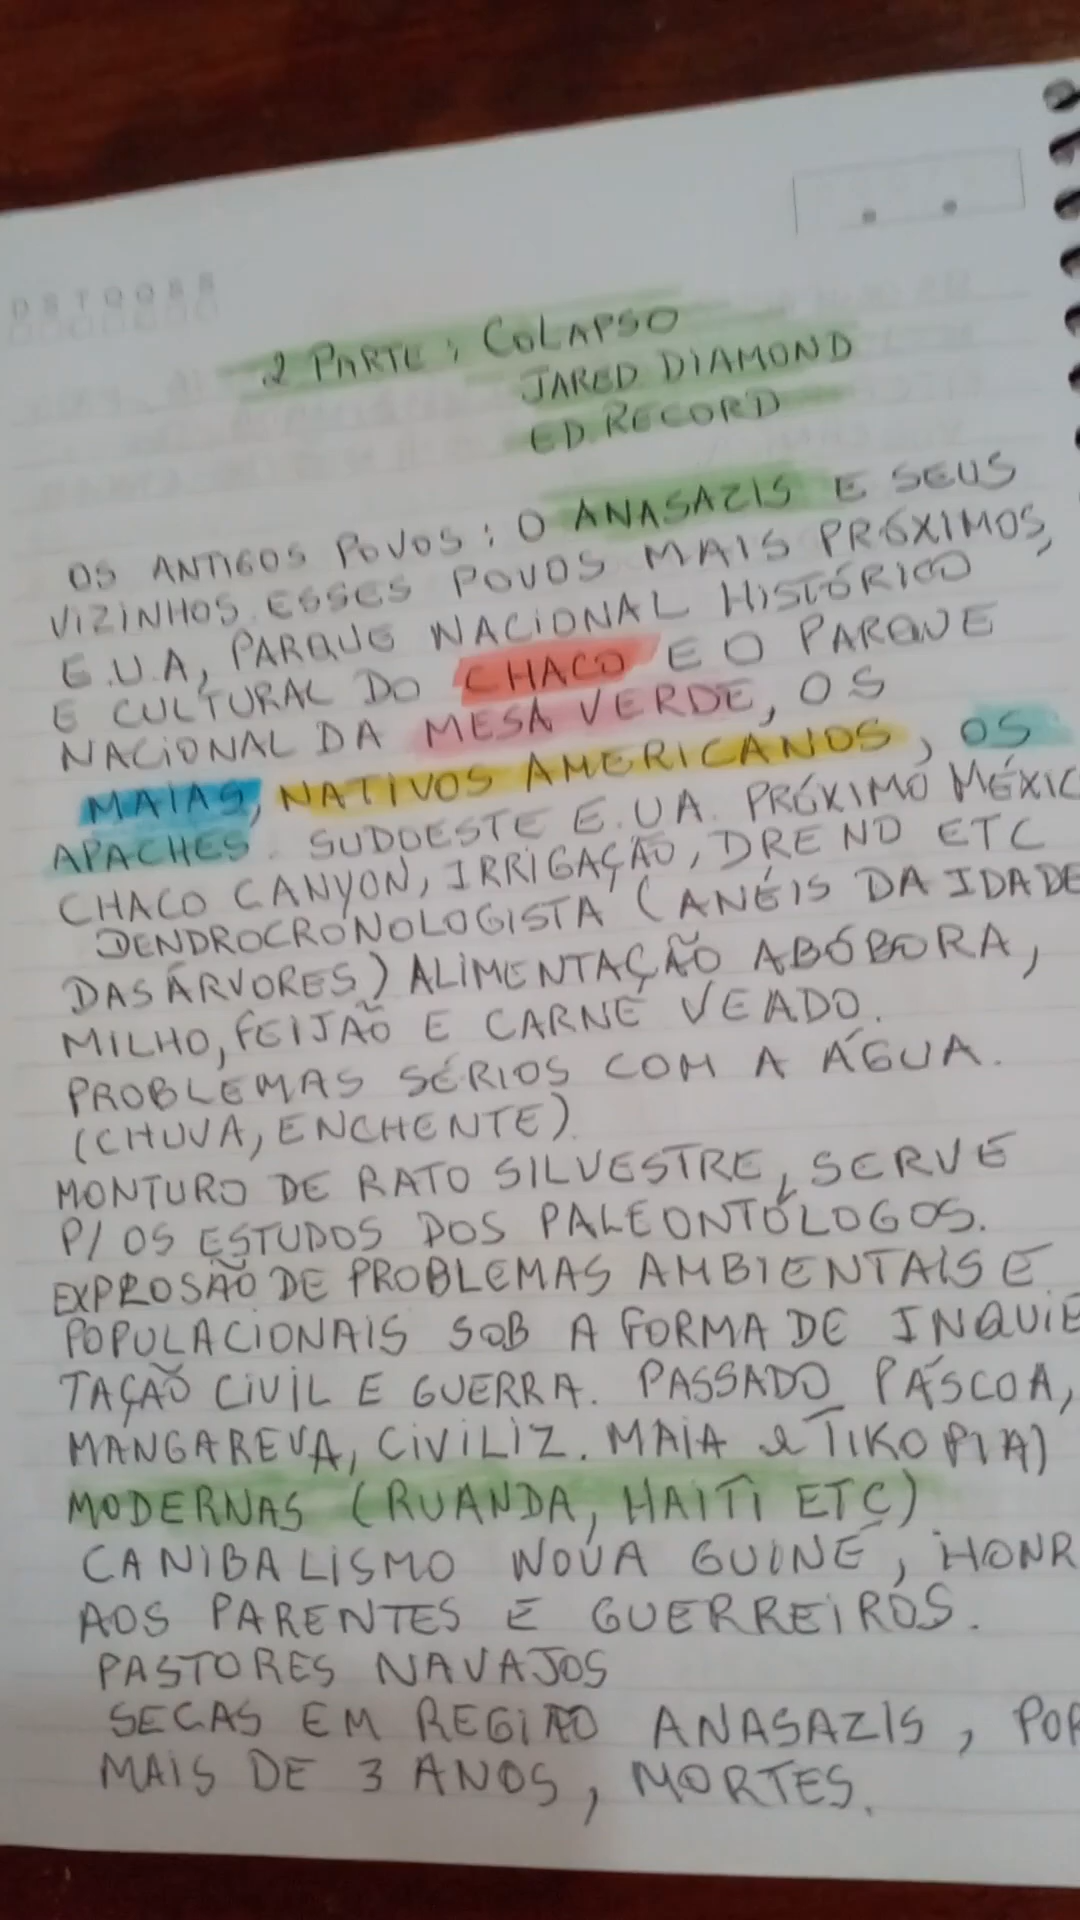 2 PARTE: COLAPSO
JARED DIAMOND
ED. RECORD
OS ANTIGOS POVOS: O ANASAZIS E SEUS
VIZINHOS. ESSES POVOS MAIS PRÓXIMOS,
E.U.A, PARQUE NACIONAL HISTÓRICO
E CULTURAL DO CHACO E O PARQUE
NACIONAL DA MESA VERDE, OS
MAIAS, NATIVOS AMERICANOS, OS
APACHES. SUDOESTE E.UA. PRÓXIMO MÉXIC
CHACO CANYON, IRRIGAÇÃO, DRENO ETC
DENDROCRONOLOGISTA (ANÉIS DA IDADE
DAS ÁRVORES) ALIMENTAÇÃO ABÓBORA,
MILHO, FEIJÃO E CARNE VEADO.
PROBLEMAS SÉRIOS COM A ÁGUA.
(CHUVA, ENCHENTE)
MONTURO DE RATO SILVESTRE, SERVE
P/ OS ESTUDOS DOS PALEONTÓLOGOS.
EXPROSÃO DE PROBLEMAS AMBIENTAIS E
POPULACIONAIS SOB A FORMA DE INQUIE
TAÇÃO CIVIL E GUERRA. PASSADO PÁSCOA,
MANGAREVA, CIVILIZ. MAIA e TIKOPIA)
MODERNAS (RUANDA, HAITI ETC)
CANIBALISMO NOVA GUINÉ, HONR
AOS PARENTES E GUERREIROS.
PASTORES NAVAJOS
SECAS EM REGIÃO ANASAZIS, POR
MAIS DE 3 ANOS, MORTES.